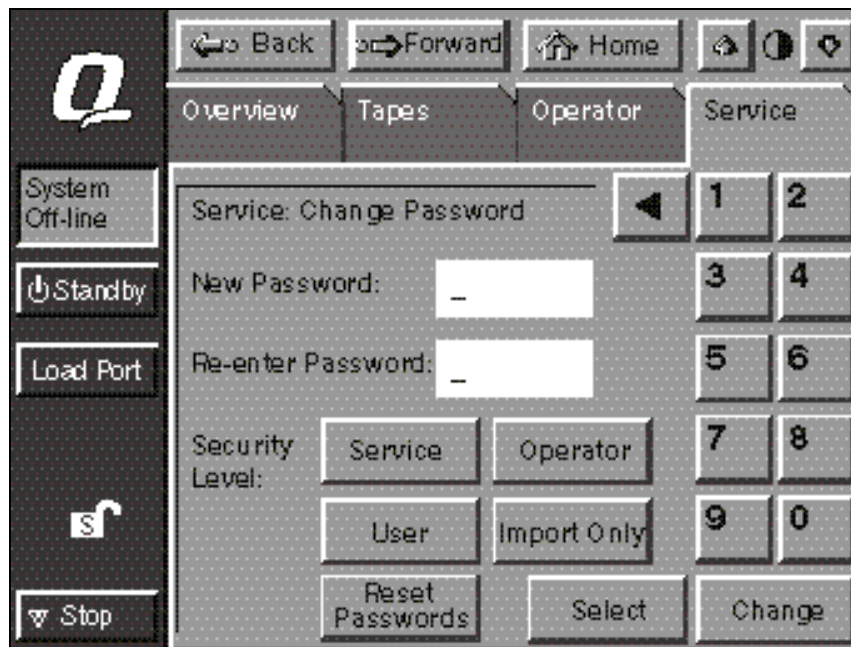 Back Forward Home
Q
Overview Tapes Operator Service
System
Off-line
Standby
Load Port
S
Stop
Service: Change Password
New Password: _
Re-enter Password: _
Security
Level:
Service Operator
User Import Only
Reset
Passwords
Select Change
1 2
3 4
5 6
7 8
9 0